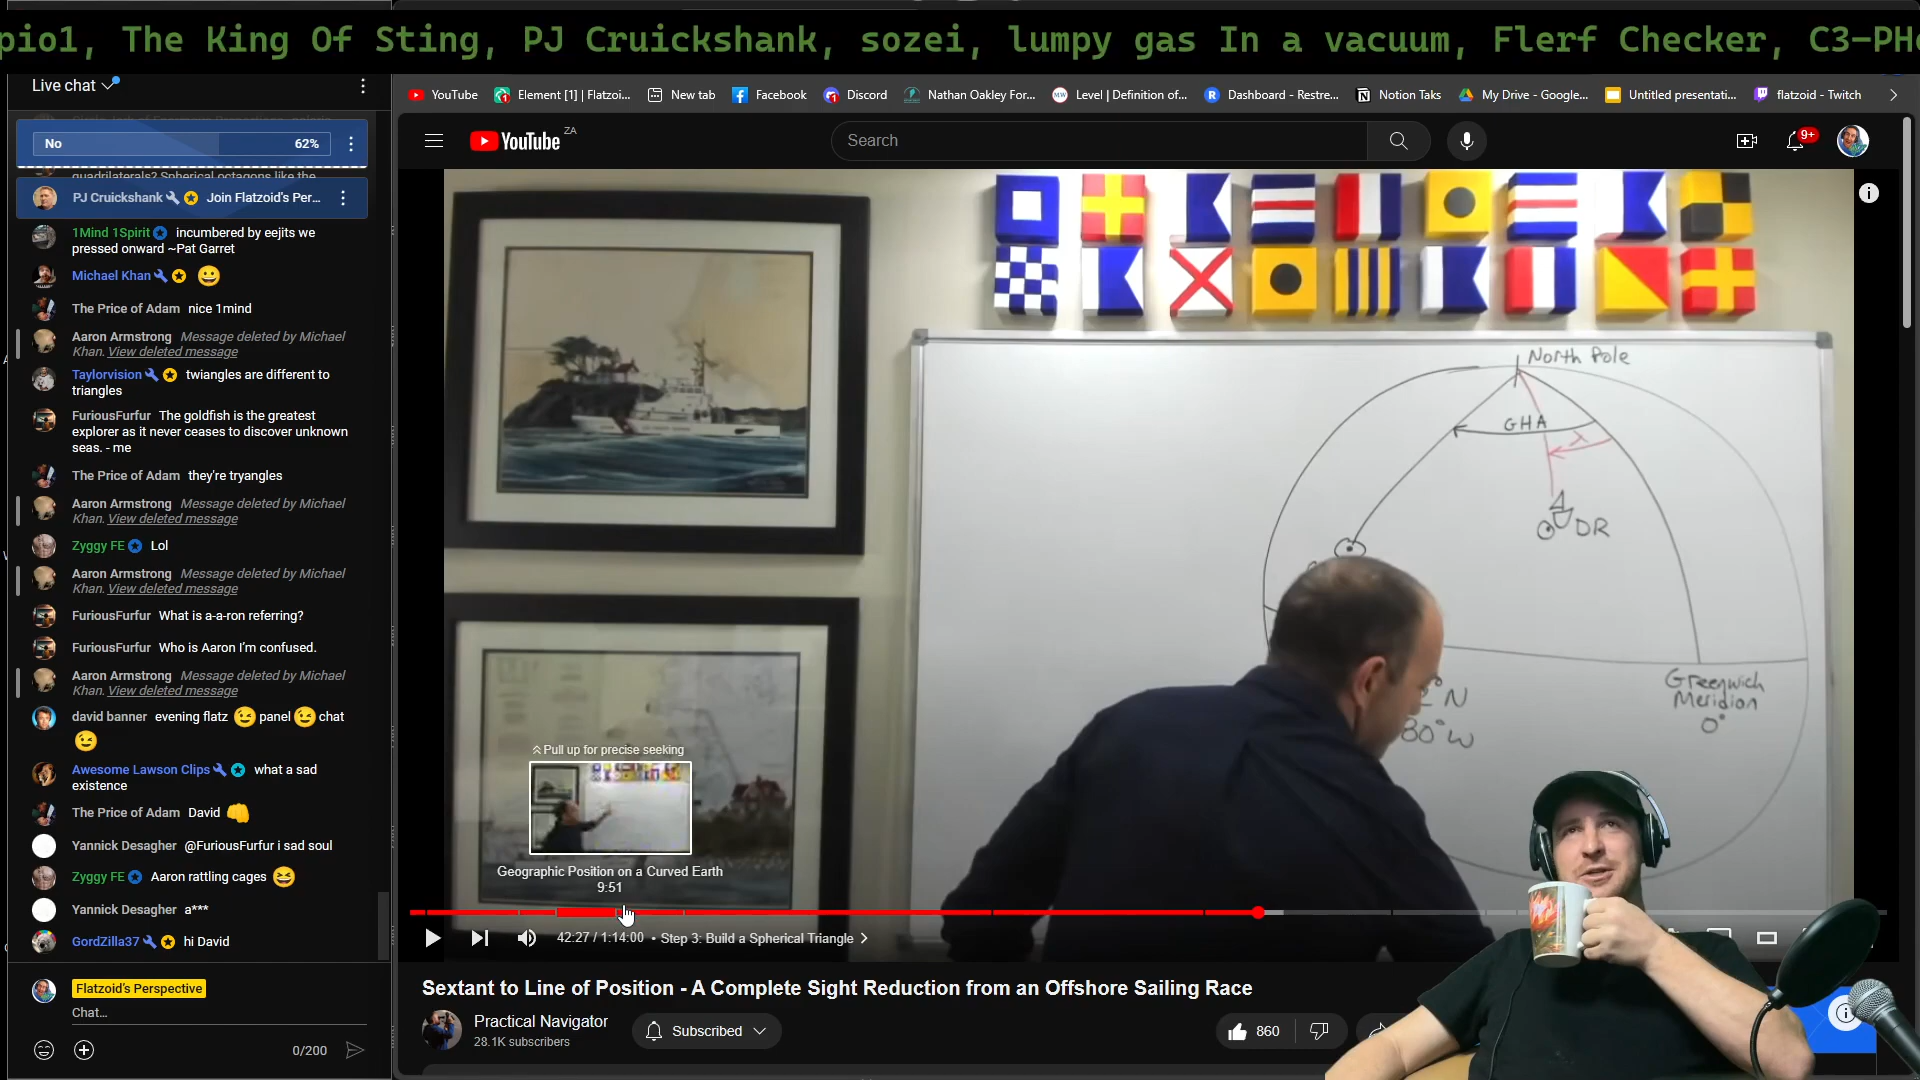 pio1, The King Of Sting, PJ Cruickshank, sozei, lumpy gas In a vacuum, Flerf Checker, C3-PH
Live chat
No 62%
quadrilaterals? Spherical octagons like the
PJ Cruickshank Join Flatzoid's Per...
1Mind 1Spirit incumbered by eejits we
pressed onward ~Pat Garret
Michael Khan
The Price of Adam nice 1mind
Aaron Armstrong Message deleted by Michael
Khan. View deleted message
Taylorvision twiangles are different to
triangles
FuriousFurfur The goldfish is the greatest
explorer as it never ceases to discover unknown
seas. - me
The Price of Adam they're tryangles
Aaron Armstrong Message deleted by Michael
Khan. View deleted message
Zyggy FE Lol
Aaron Armstrong Message deleted by Michael
Khan. View deleted message
FuriousFurfur What is a-a-ron referring?
FuriousFurfur Who is Aaron I'm confused.
Aaron Armstrong Message deleted by Michael
Khan. View deleted message
david banner evening flatz panel chat
Awesome Lawson Clips what a sad
existence
The Price of Adam David
Yannick Desagher @FuriousFurfur i sad soul
Zyggy FE Aaron rattling cages
Yannick Desagher a***
GordZilla37 hi David
Flatzoid's Perspective
Chat...
0/200
YouTube Element [1] | Flatzoi... New tab Facebook Discord Nathan Oakley For... Level | Definition of... Dashboard - Restre... Notion Taks My Drive - Google... Untitled presentati... flatzoid - Twitch
YouTube ZA
Search
9+
North Pole
GHA
λ
DR
Greenwich
Meridian
0°
°N
80°W
Pull up for precise seeking
Geographic Position on a Curved Earth
9:51
42:27 / 1:14:00 • Step 3: Build a Spherical Triangle
Sextant to Line of Position - A Complete Sight Reduction from an Offshore Sailing Race
Practical Navigator
28.1K subscribers
Subscribed
860